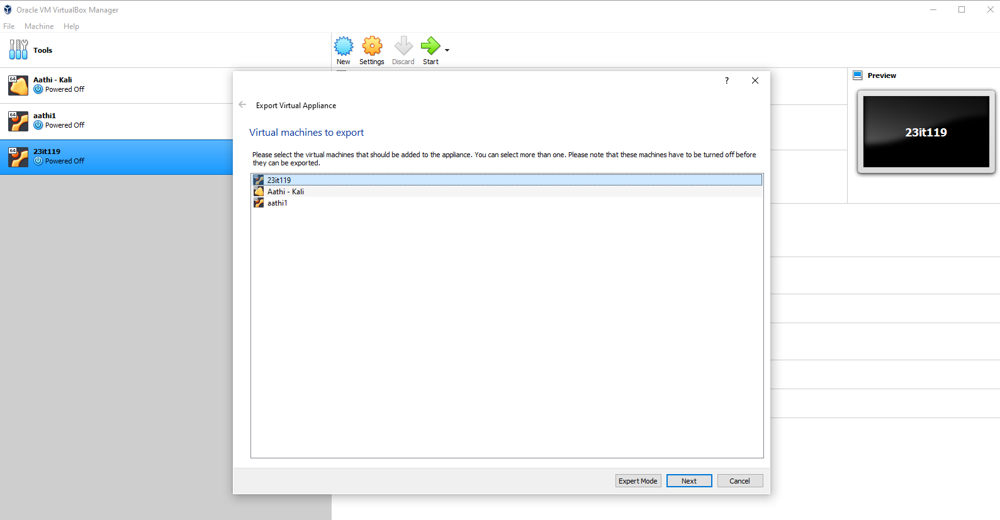 Oracle VM VirtualBox Manager
File Machine Help
Tools
New Settings Discard Start
64
Aathi - Kali
Powered Off
64
aathi1
Powered Off
64
23it119
Powered Off
Preview
23it119
?
Export Virtual Appliance
Virtual machines to export
Please select the virtual machines that should be added to the appliance. You can select more than one. Please note that these machines have to be turned off before
they can be exported.
23it119
Aathi - Kali
aathi1
Expert Mode Next Cancel